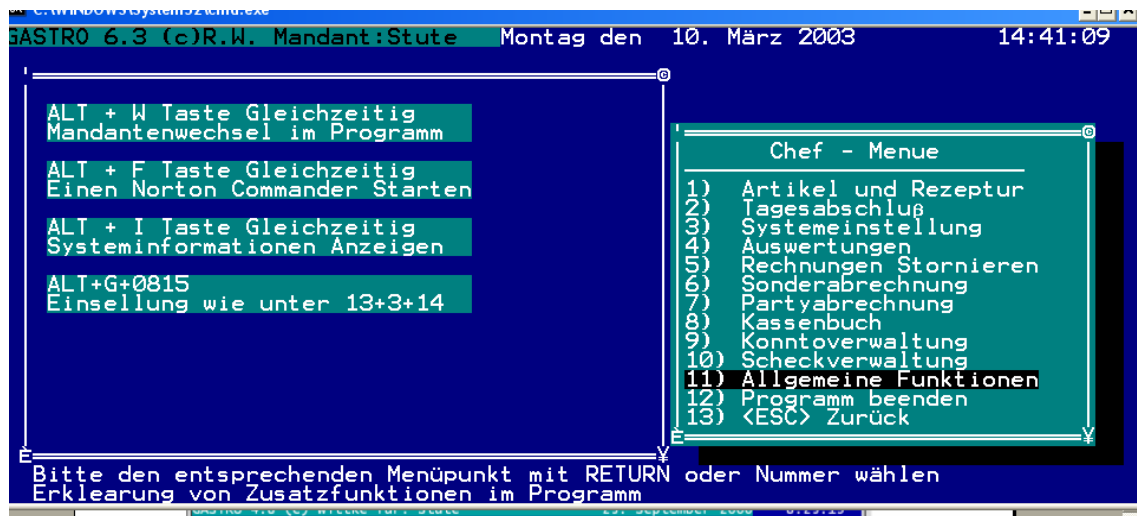 C:\WINDOWS\System32\cmd.exe
GASTRO 6.3 (c)R.W. Mandant:Stute Montag den 10. März 2003 14:41:09
ALT + W Taste Gleichzeitig
Mandantenwechsel im Programm
ALT + F Taste Gleichzeitig
Einen Norton Commander Starten
ALT + I Taste Gleichzeitig
Systeminformationen Anzeigen
ALT+G+0815
Einsellung wie unter 13+3+14
Chef - Menue
1) Artikel und Rezeptur
2) Tagesabschluß
3) Systemeinstellung
4) Auswertungen
5) Rechnungen Stornieren
6) Sonderabrechnung
7) Partyabrechnung
8) Kassenbuch
9) Konntoverwaltung
10) Scheckverwaltung
11) Allgemeine Funktionen
12) Programm beenden
13) <ESC> Zurück
Bitte den entsprechenden Menüpunkt mit RETURN oder Nummer wählen
Erklearung von Zusatzfunktionen im Programm